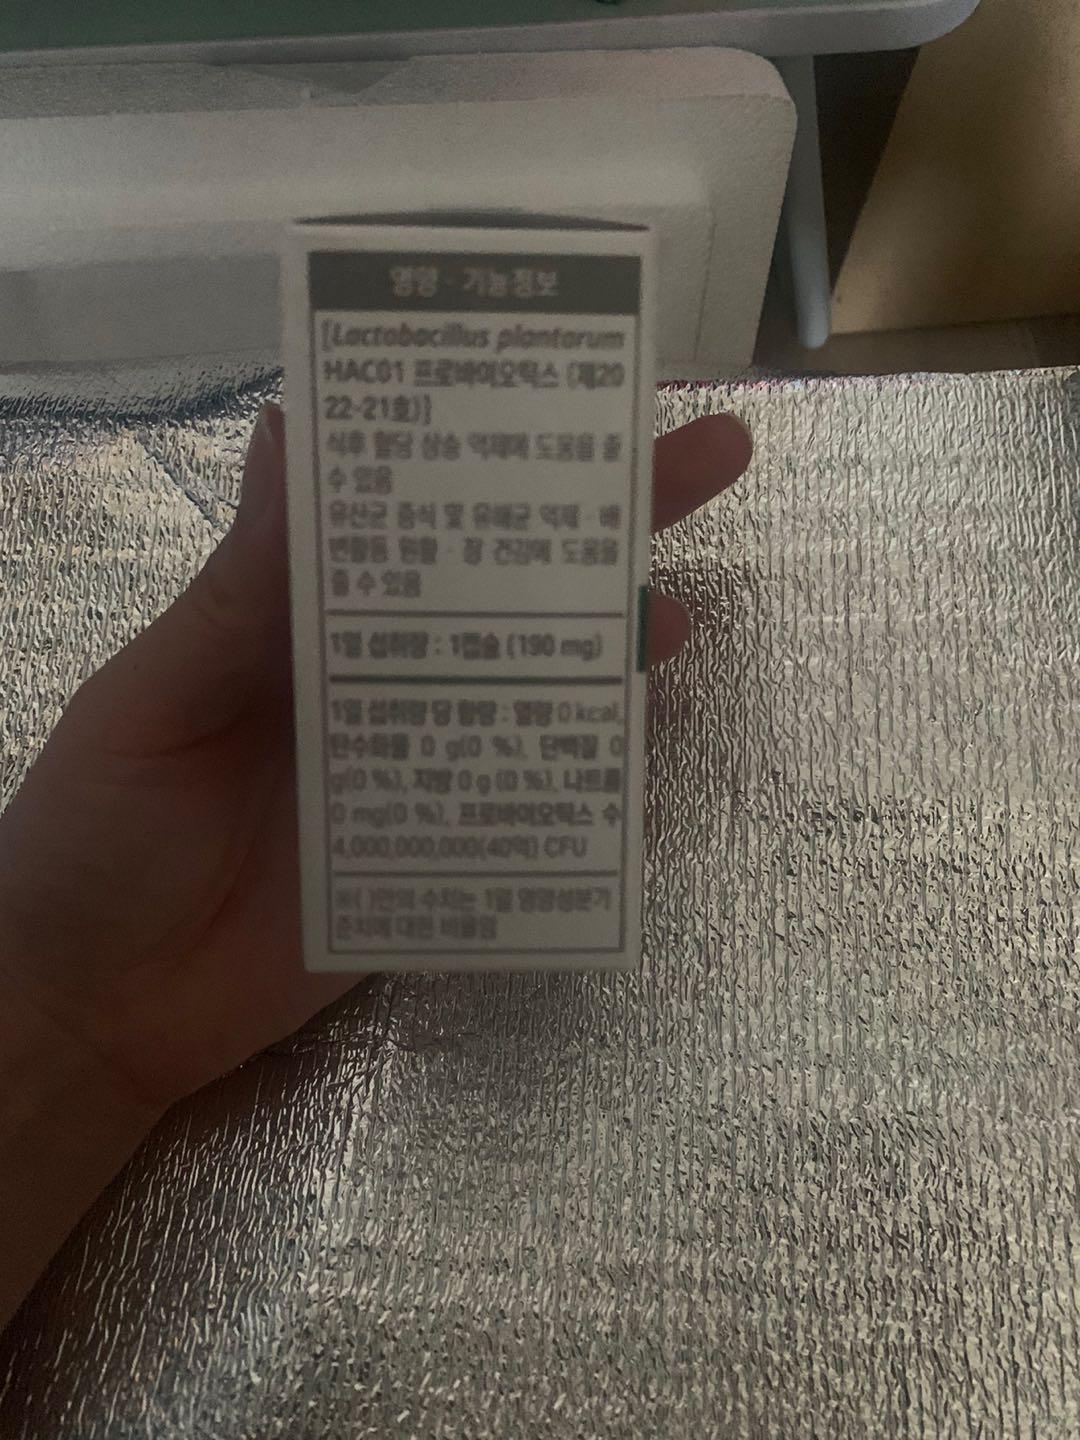 영양 · 기능정보
[Lactobacillus plantarum
HAC01 프로바이오틱스 (제20
22-21호)]
식후 혈당 상승 억제에 도움을 줄
수 있음
유산균 증식 및 유해균 억제 · 배
변활동 원활 · 장 건강에 도움을
줄 수 있음
1일 섭취량 : 1캡슐 (190 mg)
1일 섭취량 당 함량 : 열량 0 kcal,
탄수화물 0 g(0 %), 단백질 0
g(0 %), 지방 0 g (0 %), 나트륨
0 mg(0 %), 프로바이오틱스 수
4,000,000,000(40억) CFU
※( )안의 수치는 1일 영양성분기
준치에 대한 비율임